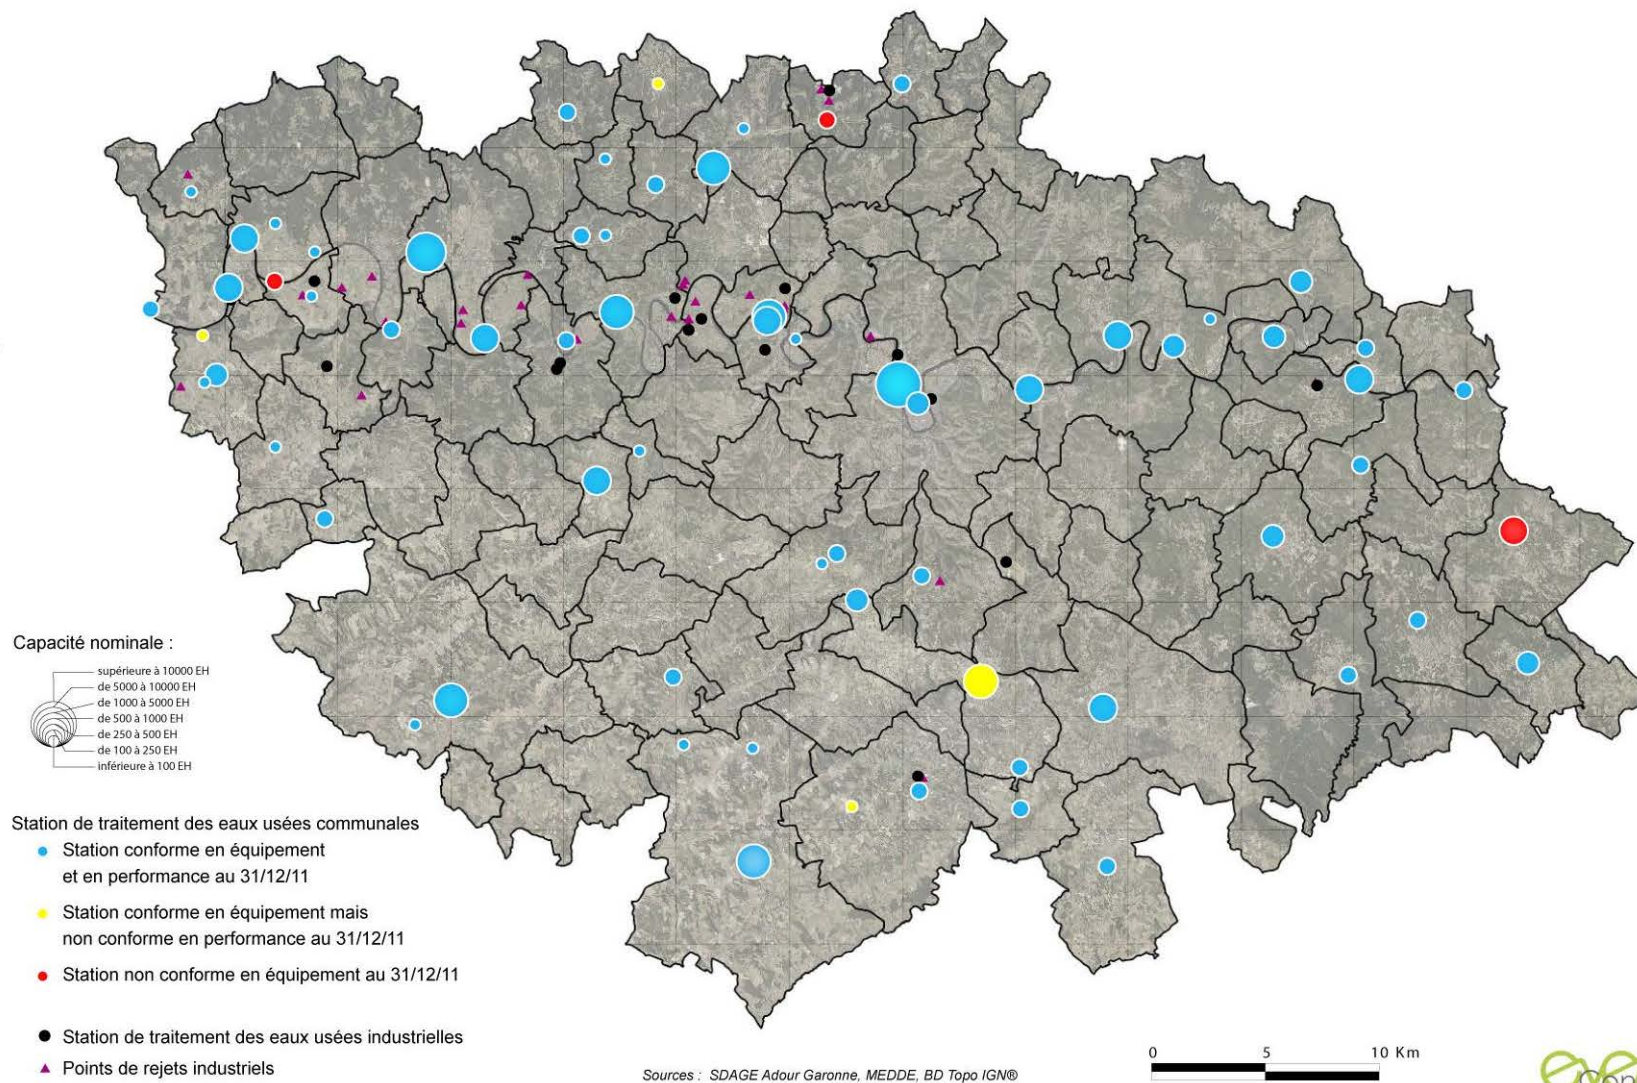 Capacité nominale :
supérieure à 10000 EH
de 5000 à 10000 EH
de 1000 à 5000 EH
de 500 à 1000 EH
de 250 à 500 EH
de 100 à 250 EH
inférieure à 100 EH
Station de traitement des eaux usées communales
Station conforme en équipement
et en performance au 31/12/11
Station conforme en équipement mais
non conforme en performance au 31/12/11
Station non conforme en équipement au 31/12/11
Station de traitement des eaux usées industrielles
Points de rejets industriels
Sources : SDAGE Adour Garonne, MEDDE, BD Topo IGN®
0 5 10 Km